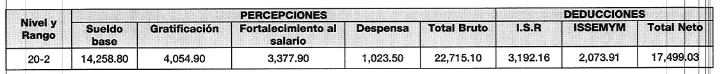 Nivel y Rango PERCEPCIONES DEDUCCIONES
Sueldo base Gratificación Fortalecimiento al salario Despensa Total Bruto I.S.R ISSEMYM Total Neto
20-2 14,258.80 4,054.90 3,377.90 1,023.50 22,715.10 3,192.16 2,073.91 17,499.03